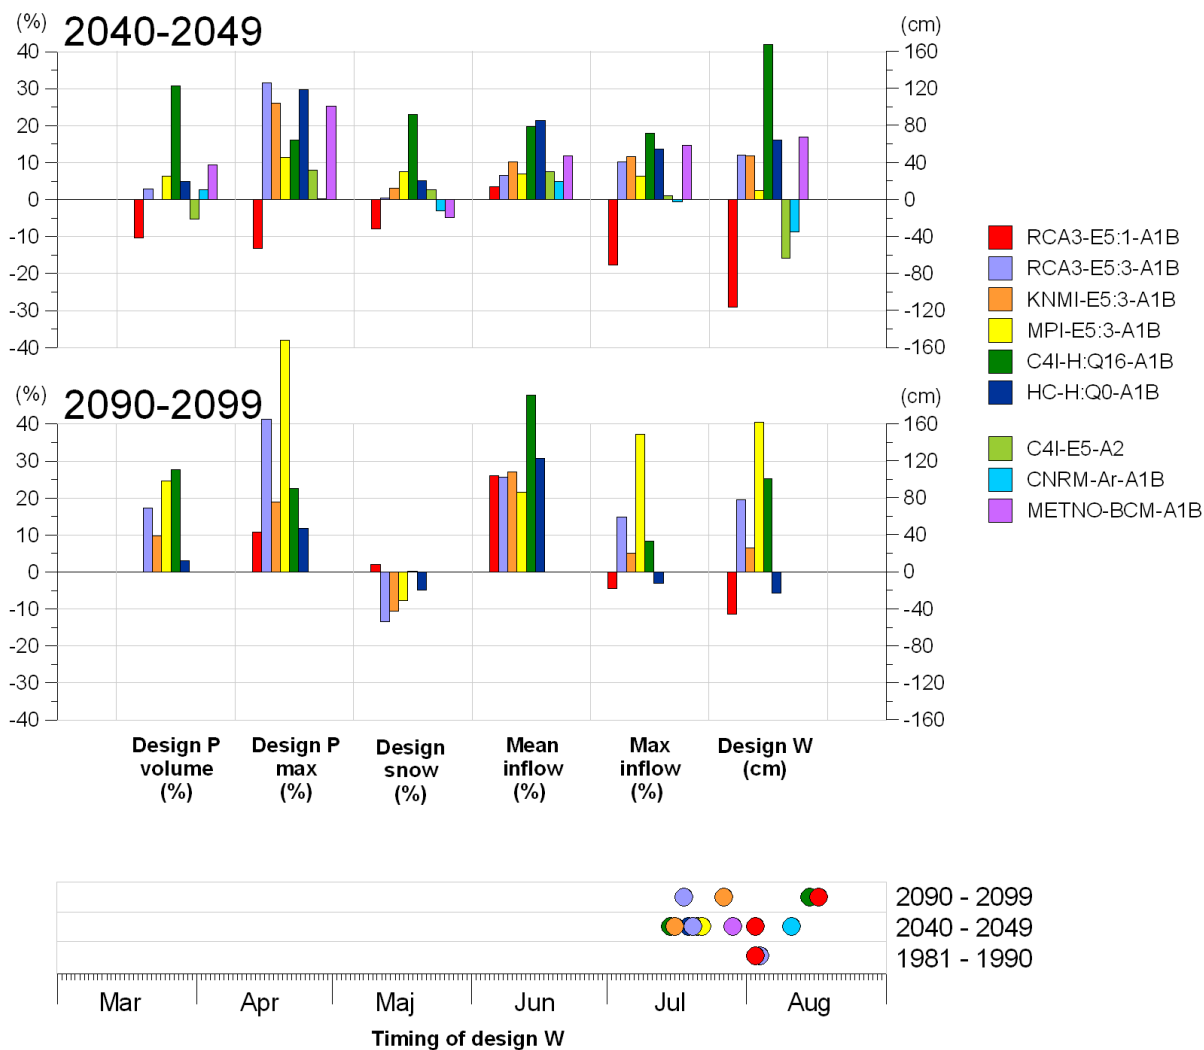 (%)
2040-2049
(cm)
40
30
20
10
0
-10
-20
-30
-40
160
120
80
40
0
-40
-80
-120
-160
(%)
2090-2099
(cm)
40
30
20
10
0
-10
-20
-30
-40
160
120
80
40
0
-40
-80
-120
-160
RCA3-E5:1-A1B
RCA3-E5:3-A1B
KNMI-E5:3-A1B
MPI-E5:3-A1B
C4I-H:Q16-A1B
HC-H:Q0-A1B
C4I-E5-A2
CNRM-Ar-A1B
METNO-BCM-A1B
Design P
volume
(%)
Design P
max
(%)
Design
snow
(%)
Mean
inflow
(%)
Max
inflow
(%)
Design W
(cm)
2090 - 2099
2040 - 2049
1981 - 1990
Mar
Apr
Maj
Jun
Jul
Aug
Timing of design W